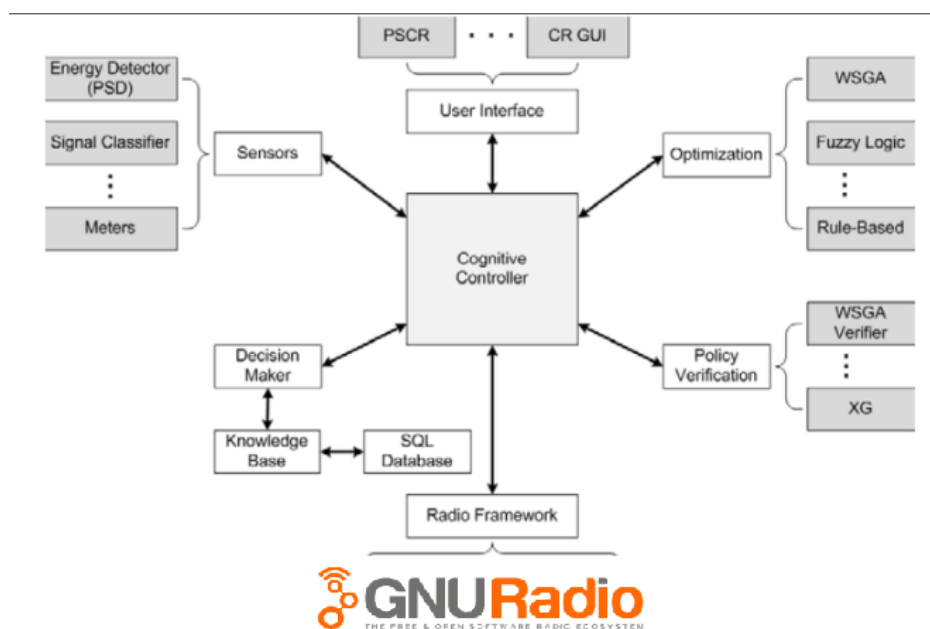 PSCR
CR GUI
User Interface
Energy Detector
(PSD)
Signal Classifier
Meters
Sensors
Optimization
WSGA
Fuzzy Logic
Rule-Based
Cognitive
Controller
Decision
Maker
Knowledge
Base
SQL
Database
Policy
Verification
WSGA
Verifier
XG
Radio Framework
GNURadio
THE FREE & OPEN SOFTWARE RADIO ECOSYSTEM